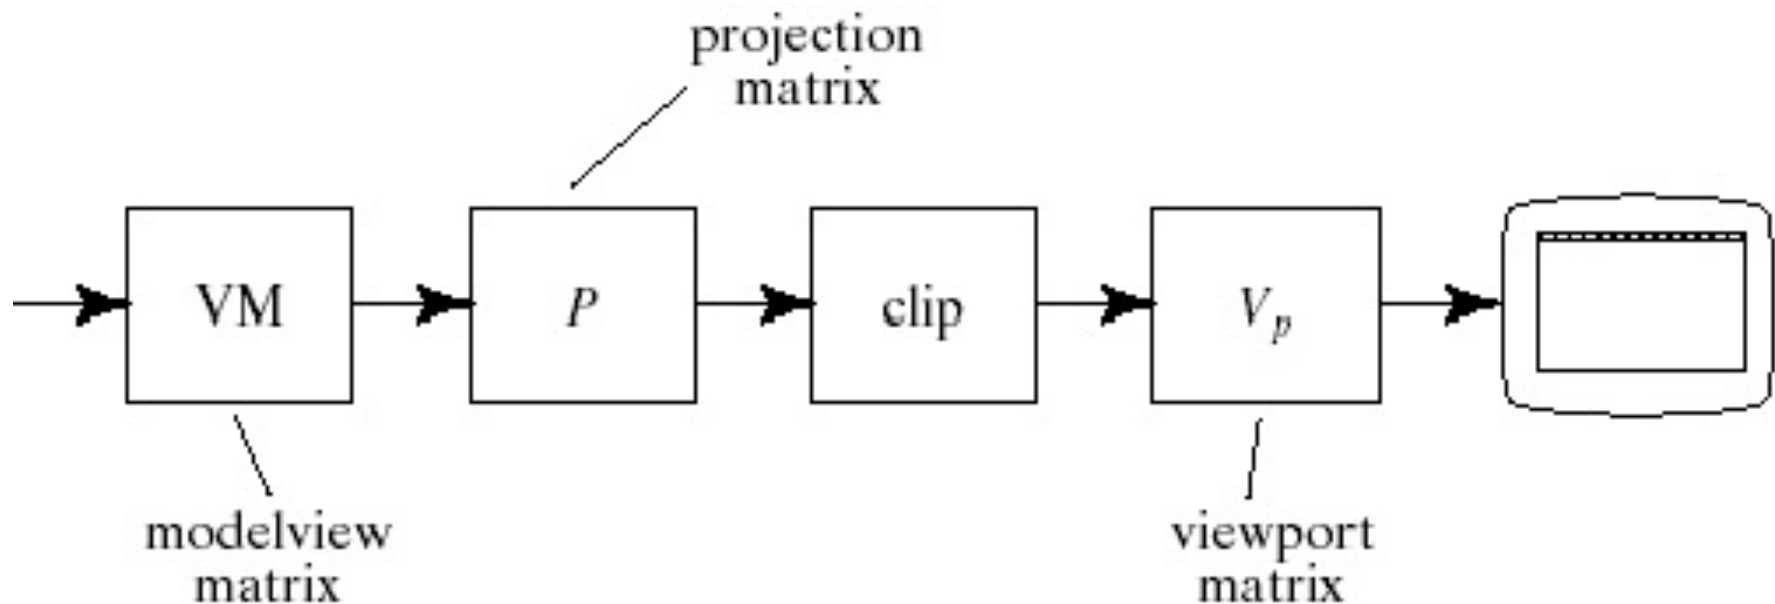 projection
matrix
VM
P
clip
Vp
modelview
matrix
viewport
matrix